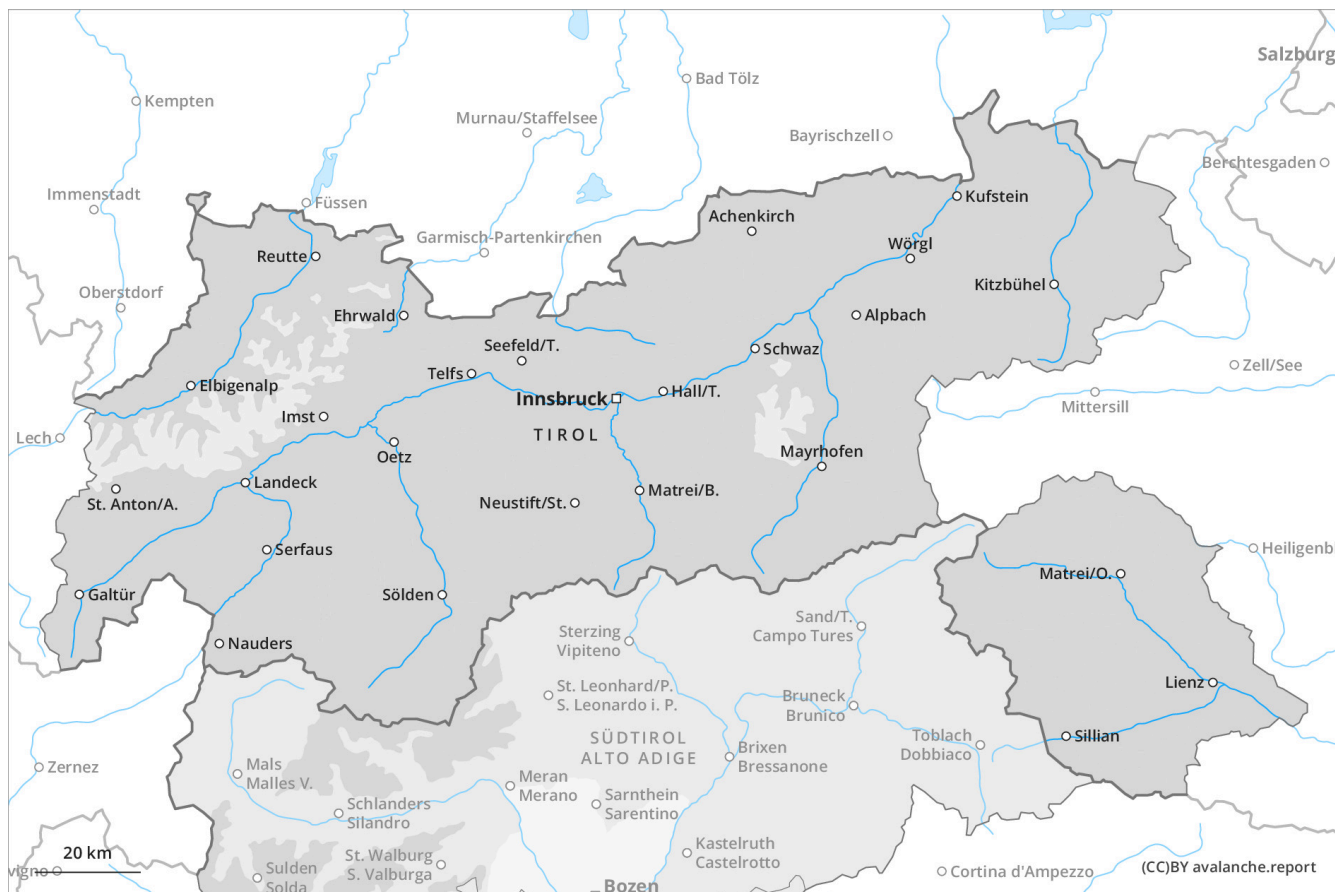 Salzburg
Kempten
Bad Tölz
Murnau/Staffelsee
Bayrischzell
Berchtesgaden
Immenstadt
Füssen
Kufstein
Achenkirch
Garmisch-Partenkirchen
Wörgl
Reutte
Kitzbühel
Oberstdorf
Ehrwald
Alpbach
Seefeld/T.
Schwaz
Zell/See
Telfs
Elbigenalp
Innsbruck
Hall/T.
Mittersill
Imst
Lech
TIROL
Oetz
Mayrhofen
Landeck
St. Anton/A.
Neustift/St.
Matrei/B.
Serfaus
Heiligenb
Matrei/O.
Galtür
Sölden
Sand/T.
Campo Tures
Sterzing
Vipiteno
Nauders
Lienz
St. Leonhard/P.
S. Leonardo i. P.
Bruneck
Brunico
SÜDTIROL
ALTO ADIGE
Toblach
Dobbiaco
Sillian
Brixen
Bressanone
Zernez
Mals
Malles V.
Meran
Merano
Schlanders
Silandro
Sarnthein
Sarentino
20 km
St. Walburg
S. Valburga
Kastelruth
Castelrotto
vigno
Sulden
Solda
Cortina d'Ampezzo
(CC)BY avalanche.report
Bozen